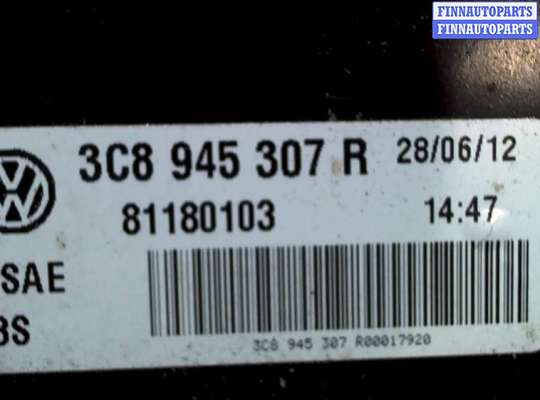 FINNAUTOPARTS
FINNAUTOPARTS
3C8 945 307 R 28/06/12
81180103 14:47
SAE
BS
3C8 945 307 R00017920